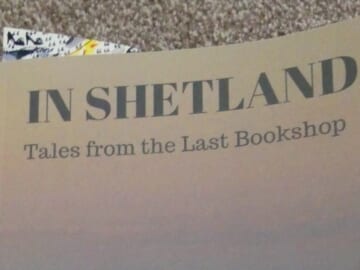 IN SHETLAND
Tales from the Last Bookshop